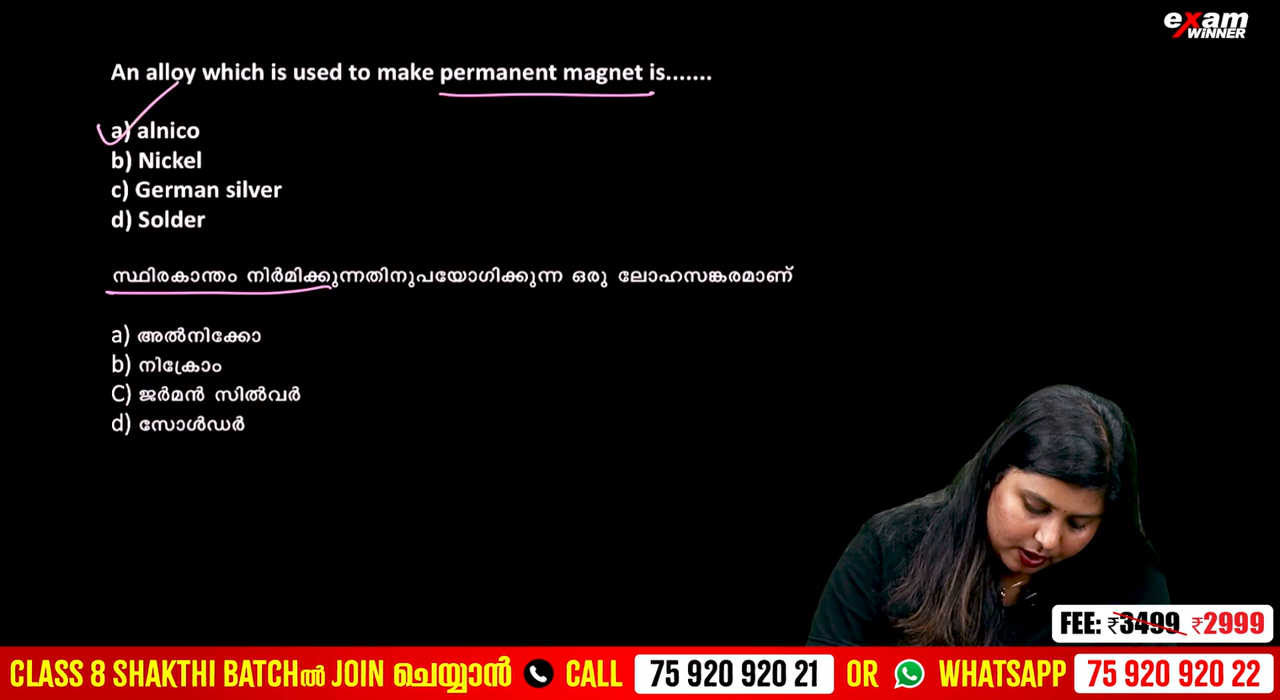 exam
WINNER
An alloy which is used to make permanent magnet is.......
a) alnico
b) Nickel
c) German silver
d) Solder
സ്ഥിരകാന്തം നിർമിക്കുന്നതിനുപയോഗിക്കുന്ന ഒരു ലോഹസങ്കരമാണ്
a) അൽനിക്കോ
b) നിക്രോം
C) ജർമൻ സിൽവർ
d) സോൾഡർ
FEE: ₹3499 ₹2999
CLASS 8 SHAKTHI BATCHൽ JOIN ചെയ്യാൻ CALL 75 920 920 21 OR WHATSAPP 75 920 920 22